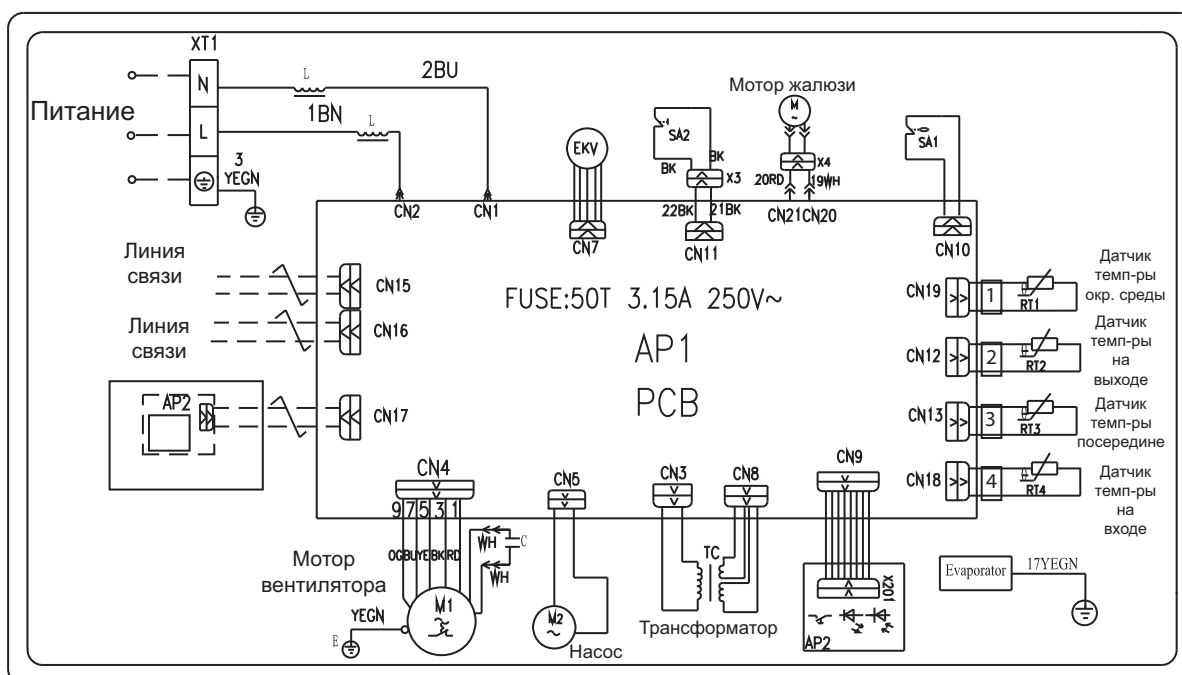 XT1
N
L
2BU
Питание
1BN
L
L
3
YEGN
CN2
CN1
EKV
CN7
SA2
BK
BK
X3
22BK
21BK
CN11
Мотор жалюзи
M
~
X4
20RD
19WH
CN21
CN20
SA1
CN10
Линия
связи
CN15
Линия
связи
CN16
AP2
CN17
FUSE:50T 3.15A 250V~
AP1
PCB
CN19
1
RT1
Датчик
темп-ры
окр. среды
CN12
2
RT2
Датчик
темп-ры
на
выходе
CN13
3
RT3
Датчик
темп-ры
посередине
CN18
4
RT4
Датчик
темп-ры
на
входе
CN4
9 7 5 3 1
OG BU YE BK RD
WH
WH
C
Мотор
вентилятора
YEGN
E
M1
CN5
M2
~
Насос
CN3
CN8
TC
Трансформатор
CN9
X201
AP2
Evaporator
17YEGN